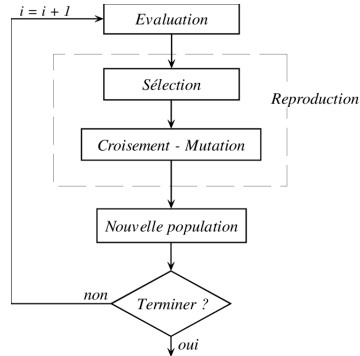 i = i + 1
Evaluation
Sélection
Reproduction
Croisement - Mutation
Nouvelle population
non
Terminer ?
oui